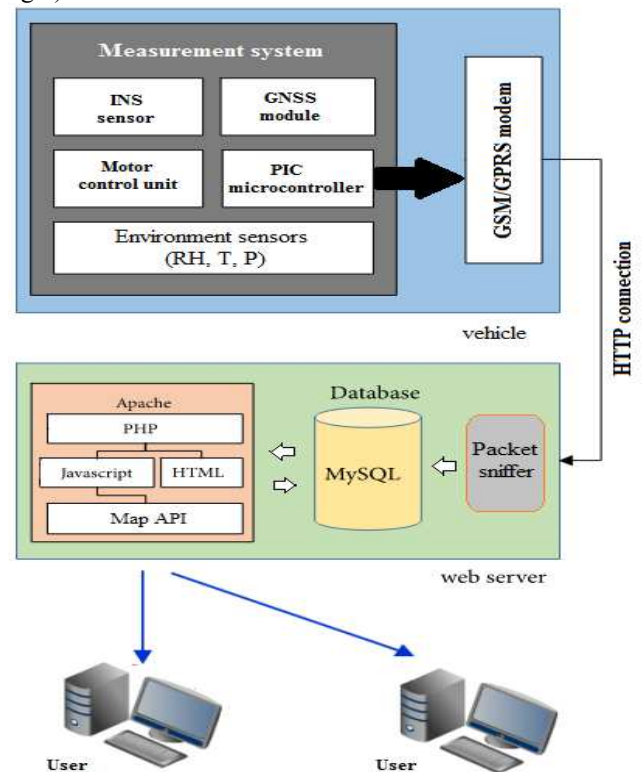 Measurement system
INS
sensor
GNSS
module
Motor
control unit
PIC
microcontroller
Environment sensors
(RH, T, P)
GSM/GPRS modem
vehicle
HTTP connection
Apache
PHP
Javascript
HTML
Map API
Database
MySQL
Packet
sniffer
web server
User
User